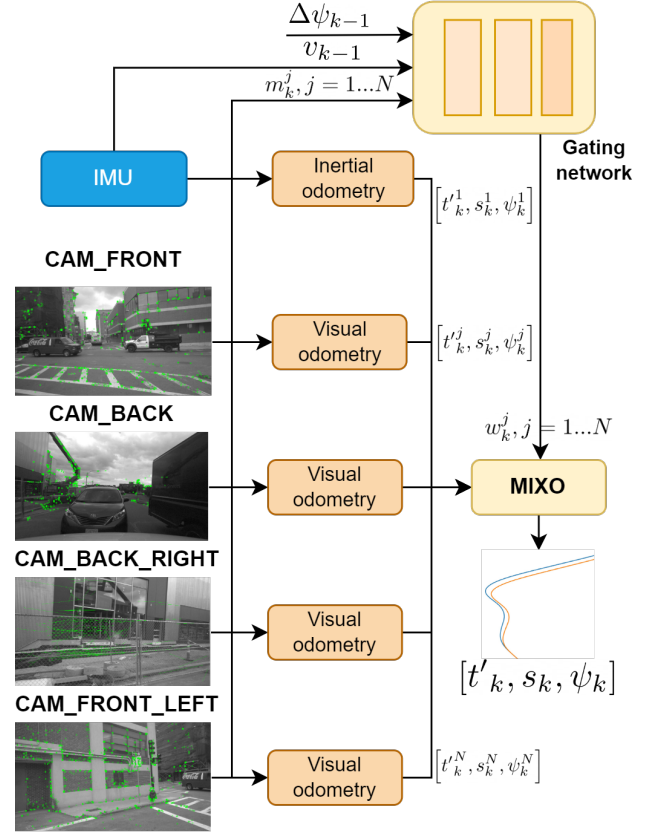 Δψₖ₋₁
vₖ₋₁
m_k^j, j = 1...N
Gating
network
IMU
Inertial
odometry
[t'_k^1, s_k^1, ψ_k^1]
CAM_FRONT
Visual
odometry
[t'_k^j, s_k^j, ψ_k^j]
CAM_BACK
w_k^j, j = 1...N
Visual
odometry
MIXO
CAM_BACK_RIGHT
Visual
odometry
[t'_k, s_k, ψ_k]
CAM_FRONT_LEFT
Visual
odometry
[t'_k^N, s_k^N, ψ_k^N]